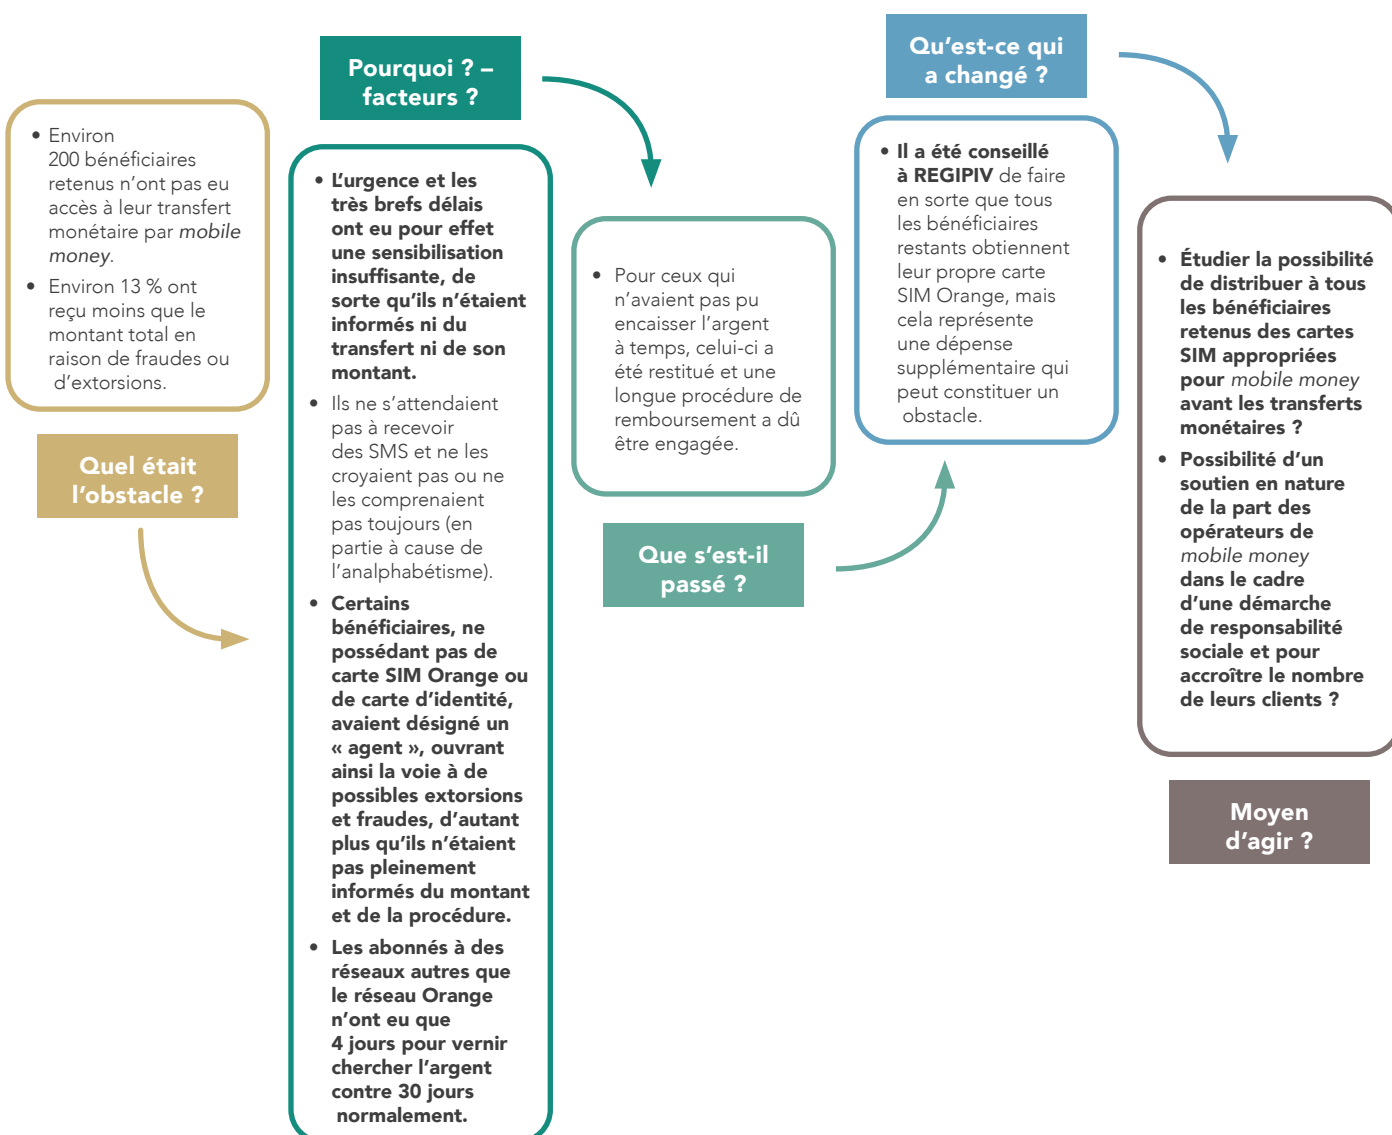 • Environ
200 bénéficiaires
retenus n’ont pas eu
accès à leur transfert
monétaire par mobile
money.
• Environ 13 % ont
reçu moins que le
montant total en
raison de fraudes ou
d’extorsions.
Quel était
l’obstacle ?
Pourquoi ? –
facteurs ?
• L’urgence et les
très brefs délais
ont eu pour effet
une sensibilisation
insuffisante, de
sorte qu’ils n’étaient
informés ni du
transfert ni de son
montant.
• Ils ne s’attendaient
pas à recevoir
des SMS et ne les
croyaient pas ou ne
les comprenaient
pas toujours (en
partie à cause de
l’analphabétisme).
• Certains
bénéficiaires, ne
possédant pas de
carte SIM Orange ou
de carte d’identité,
avaient désigné un
« agent », ouvrant
ainsi la voie à de
possibles extorsions
et fraudes, d’autant
plus qu’ils n’étaient
pas pleinement
informés du montant
et de la procédure.
• Les abonnés à des
réseaux autres que
le réseau Orange
n’ont eu que
4 jours pour vernir
chercher l’argent
contre 30 jours
normalement.
• Pour ceux qui
n’avaient pas pu
encaisser l’argent
à temps, celui-ci a
été restitué et une
longue procédure de
remboursement a dû
être engagée.
Que s’est-il
passé ?
Qu’est-ce qui
a changé ?
• Il a été conseillé
à REGIPIV de faire
en sorte que tous
les bénéficiaires
restants obtiennent
leur propre carte
SIM Orange, mais
cela représente
une dépense
supplémentaire qui
peut constituer un
obstacle.
• Étudier la possibilité
de distribuer à tous
les bénéficiaires
retenus des cartes
SIM appropriées
pour mobile money
avant les transferts
monétaires ?
• Possibilité d’un
soutien en nature
de la part des
opérateurs de
mobile money
dans le cadre
d’une démarche
de responsabilité
sociale et pour
accroître le nombre
de leurs clients ?
Moyen
d’agir ?